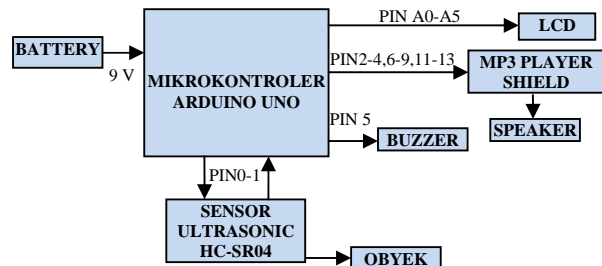 PIN A0-A5
LCD
BATTERY
9 V
MIKROKONTROLER
ARDUINO UNO
PIN2-4,6-9,11-13
MP3 PLAYER
SHIELD
SPEAKER
PIN 5
BUZZER
PIN0-1
SENSOR
ULTRASONIC
HC-SR04
OBYEK